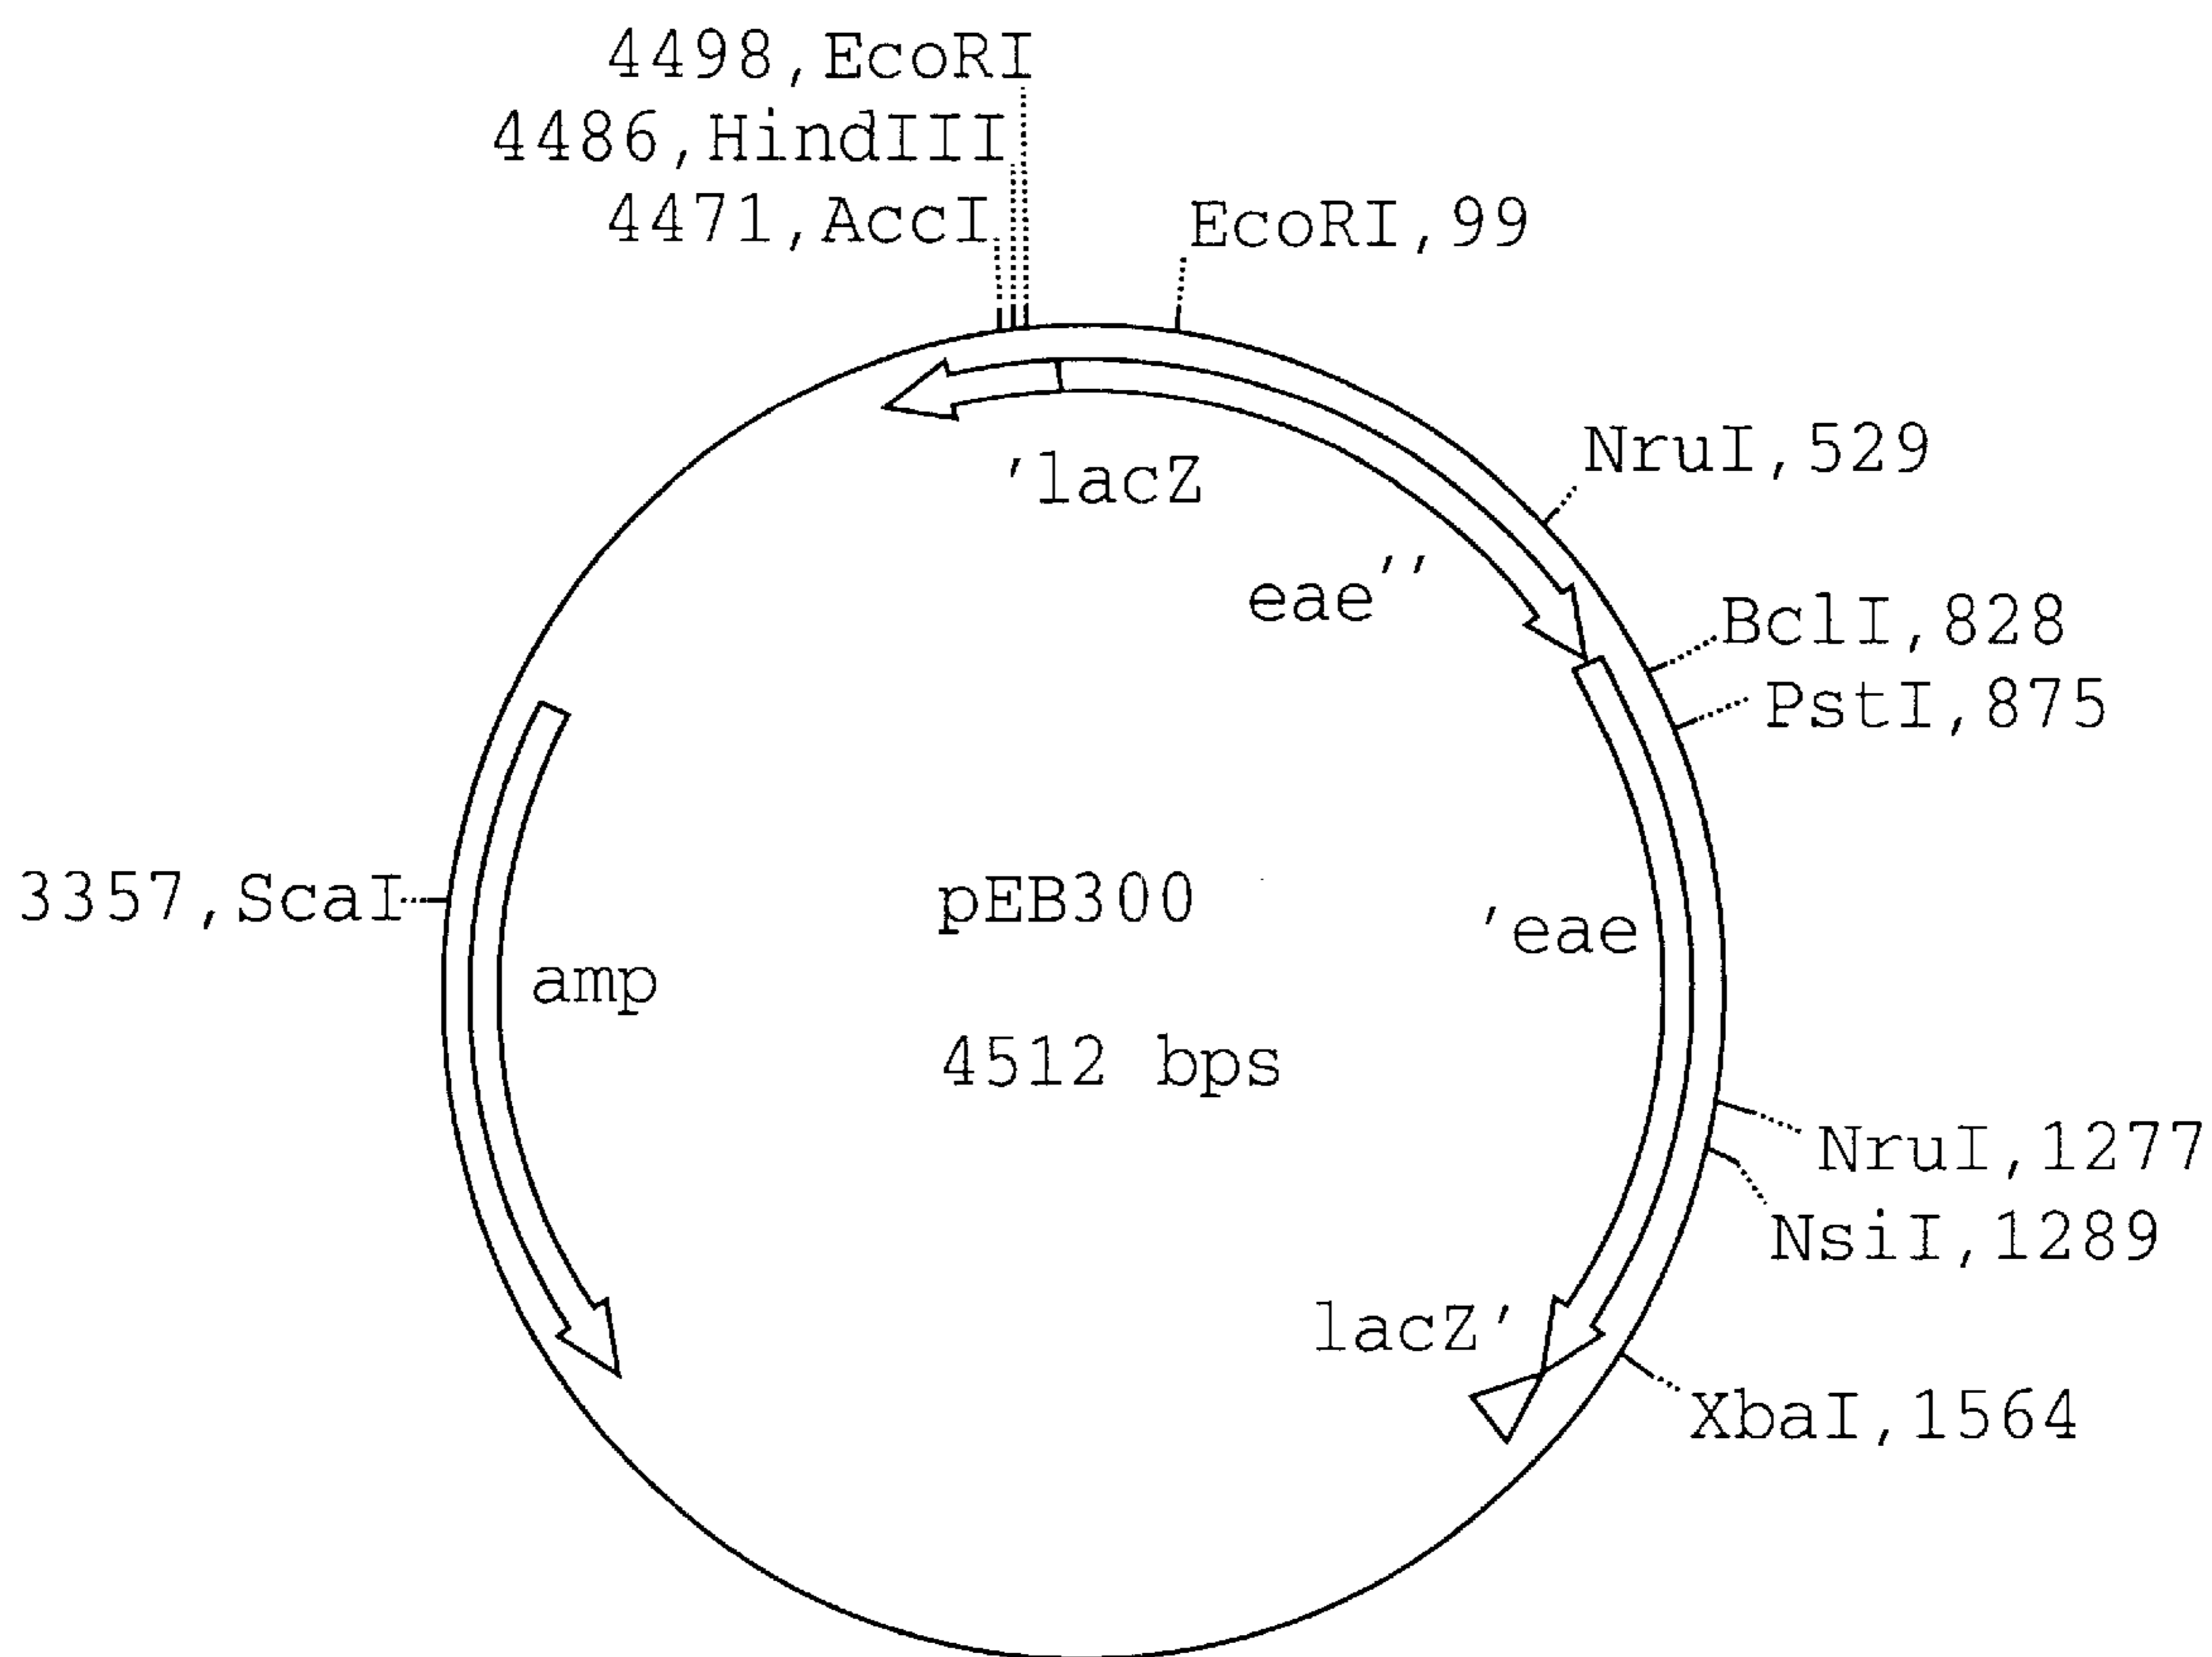 4498,EcoRI
4486,HindIII
4471,AccI
EcoRI,99
'lacZ
NruI,529
eae''
BclI,828
PstI,875
3357,ScaI
pEB300
'eae
amp
4512 bps
NruI,1277
NsiI,1289
lacZ'
XbaI,1564